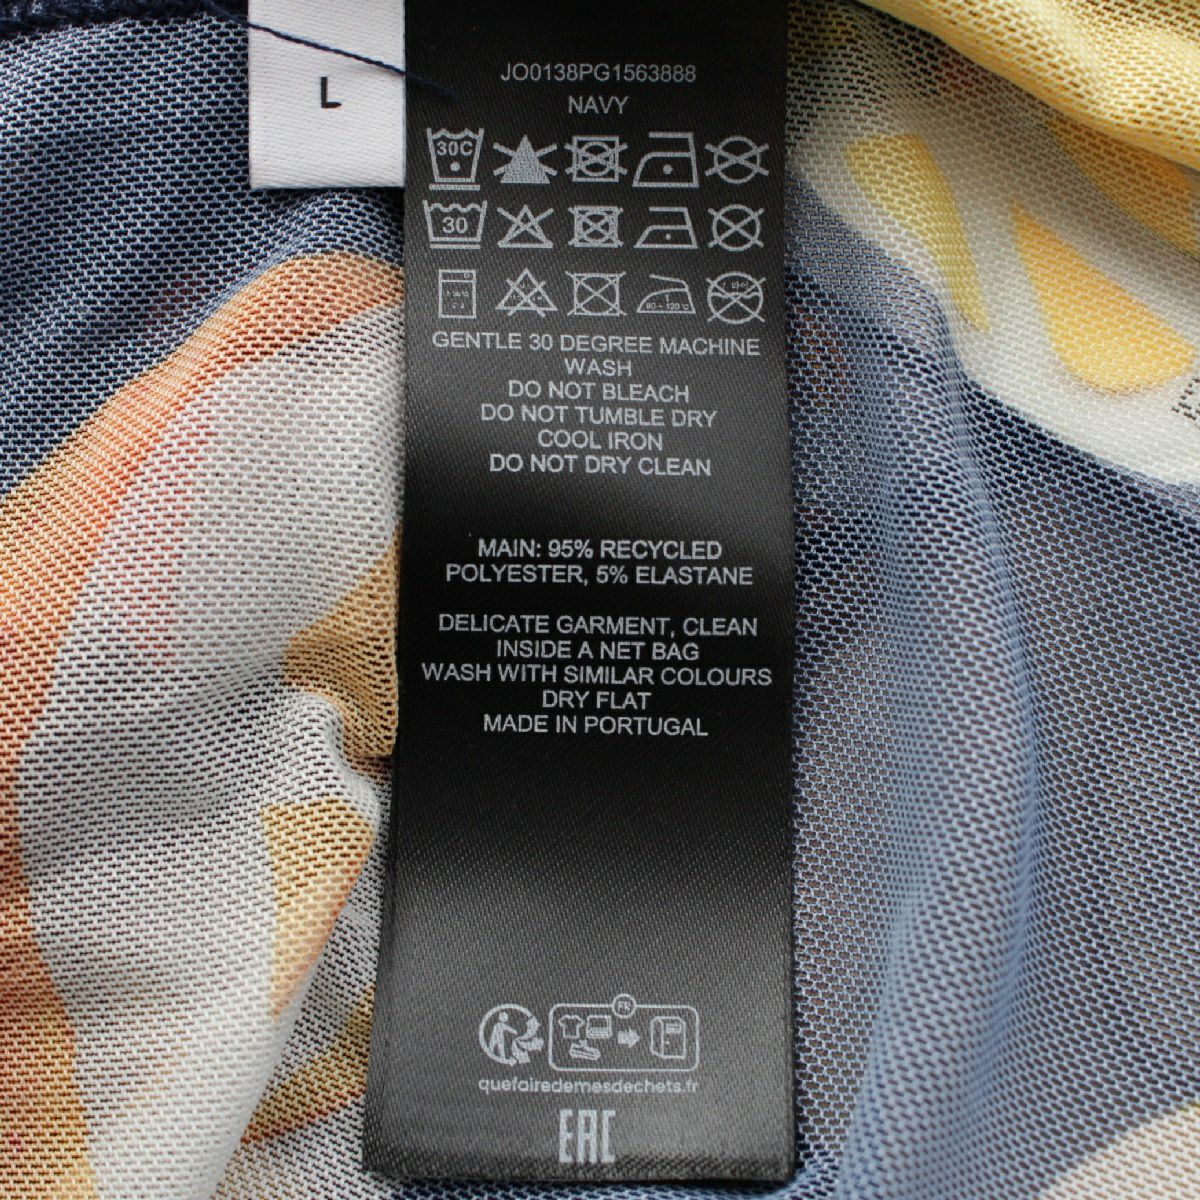 L
JO0138PG1563888
NAVY
30C
30
GENTLE 30 DEGREE MACHINE
WASH
DO NOT BLEACH
DO NOT TUMBLE DRY
COOL IRON
DO NOT DRY CLEAN
MAIN: 95% RECYCLED
POLYESTER, 5% ELASTANE
DELICATE GARMENT, CLEAN
INSIDE A NET BAG
WASH WITH SIMILAR COLOURS
DRY FLAT
MADE IN PORTUGAL
FR
quefairedemesdechets.fr
EAC